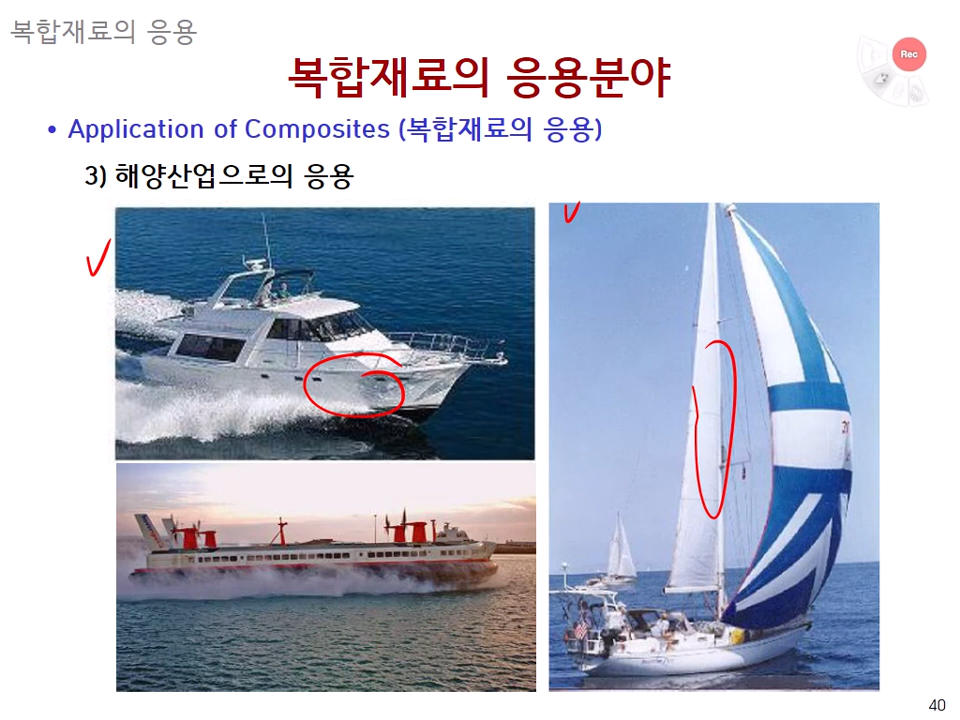 복합재료의 응용
Rec
복합재료의 응용분야
• Application of Composites (복합재료의 응용)
3) 해양산업으로의 응용
40